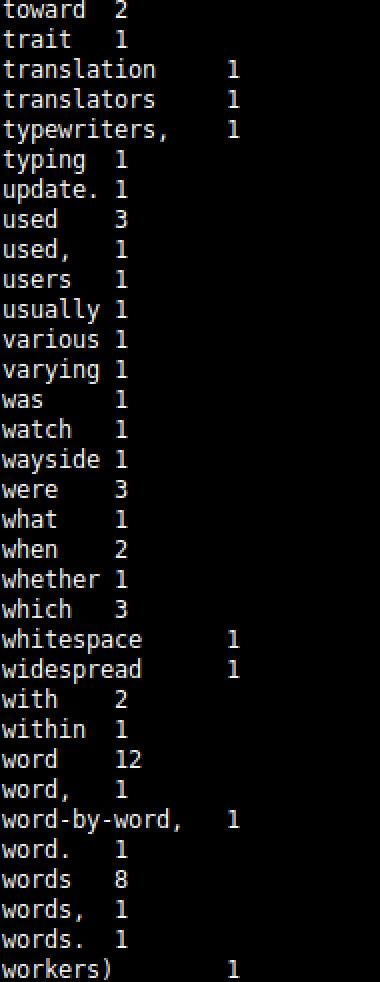 toward 2
trait 1
translation 1
translators 1
typewriters, 1
typing 1
update. 1
used 3
used, 1
users 1
usually 1
various 1
varying 1
was 1
watch 1
wayside 1
were 3
what 1
when 2
whether 1
which 3
whitespace 1
widespread 1
with 2
within 1
word 12
word, 1
word-by-word, 1
word. 1
words 8
words, 1
words. 1
workers) 1